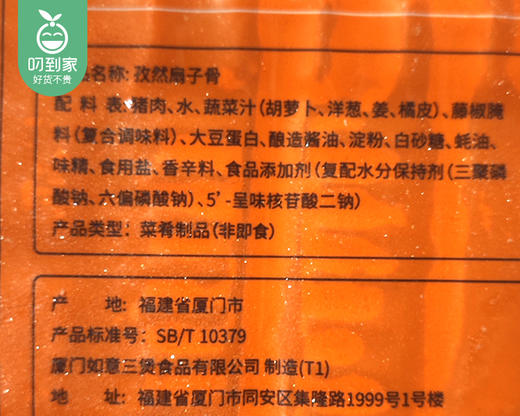 叨到家
好货不贵
名称: 孜然扇子骨
配 料 表: 猪肉、水、蔬菜汁(胡萝卜、洋葱、姜、橘皮)、藤椒腌
料(复合调味料)、大豆蛋白、酿造酱油、淀粉、白砂糖、蚝油、
味精、食用盐、香辛料、食品添加剂(复配水分保持剂(三聚磷
酸钠、六偏磷酸钠)、5'-呈味核苷酸二钠)
产品类型: 菜肴制品(非即食)
产 地: 福建省厦门市
产品标准号: SB/T 10379
厦门如意三煲食品有限公司 制造(T1)
地 址: 福建省厦门市同安区集隆路1999号1号楼